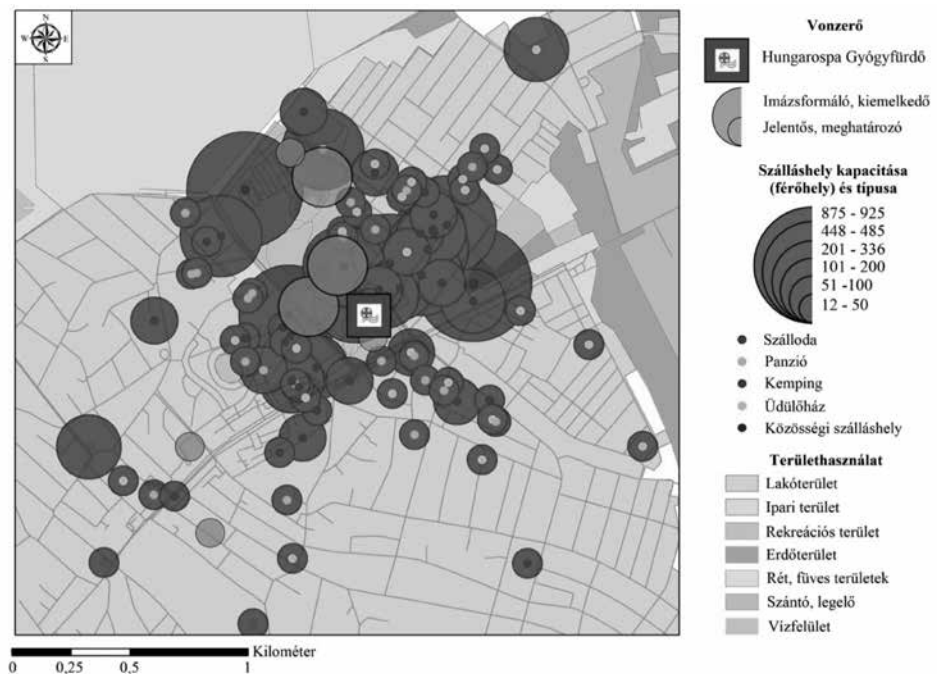 N
W E
S
Vonzerő
Hungarospa Gyógyfürdő
Imázsformáló, kiemelkedő
Jelentős, meghatározó
Szálláshely kapacitása
(férőhely) és típusa
875 - 925
448 - 485
201 - 336
101 - 200
51 -100
12 - 50
Szálloda
Panzió
Kemping
Üdülőház
Közösségi szálláshely
Területhasználat
Lakóterület
Ipari terület
Rekreációs terület
Erdőterület
Rét, füves területek
Szántó, legelő
Vízfelület
Kilométer
0 0,25 0,5 1